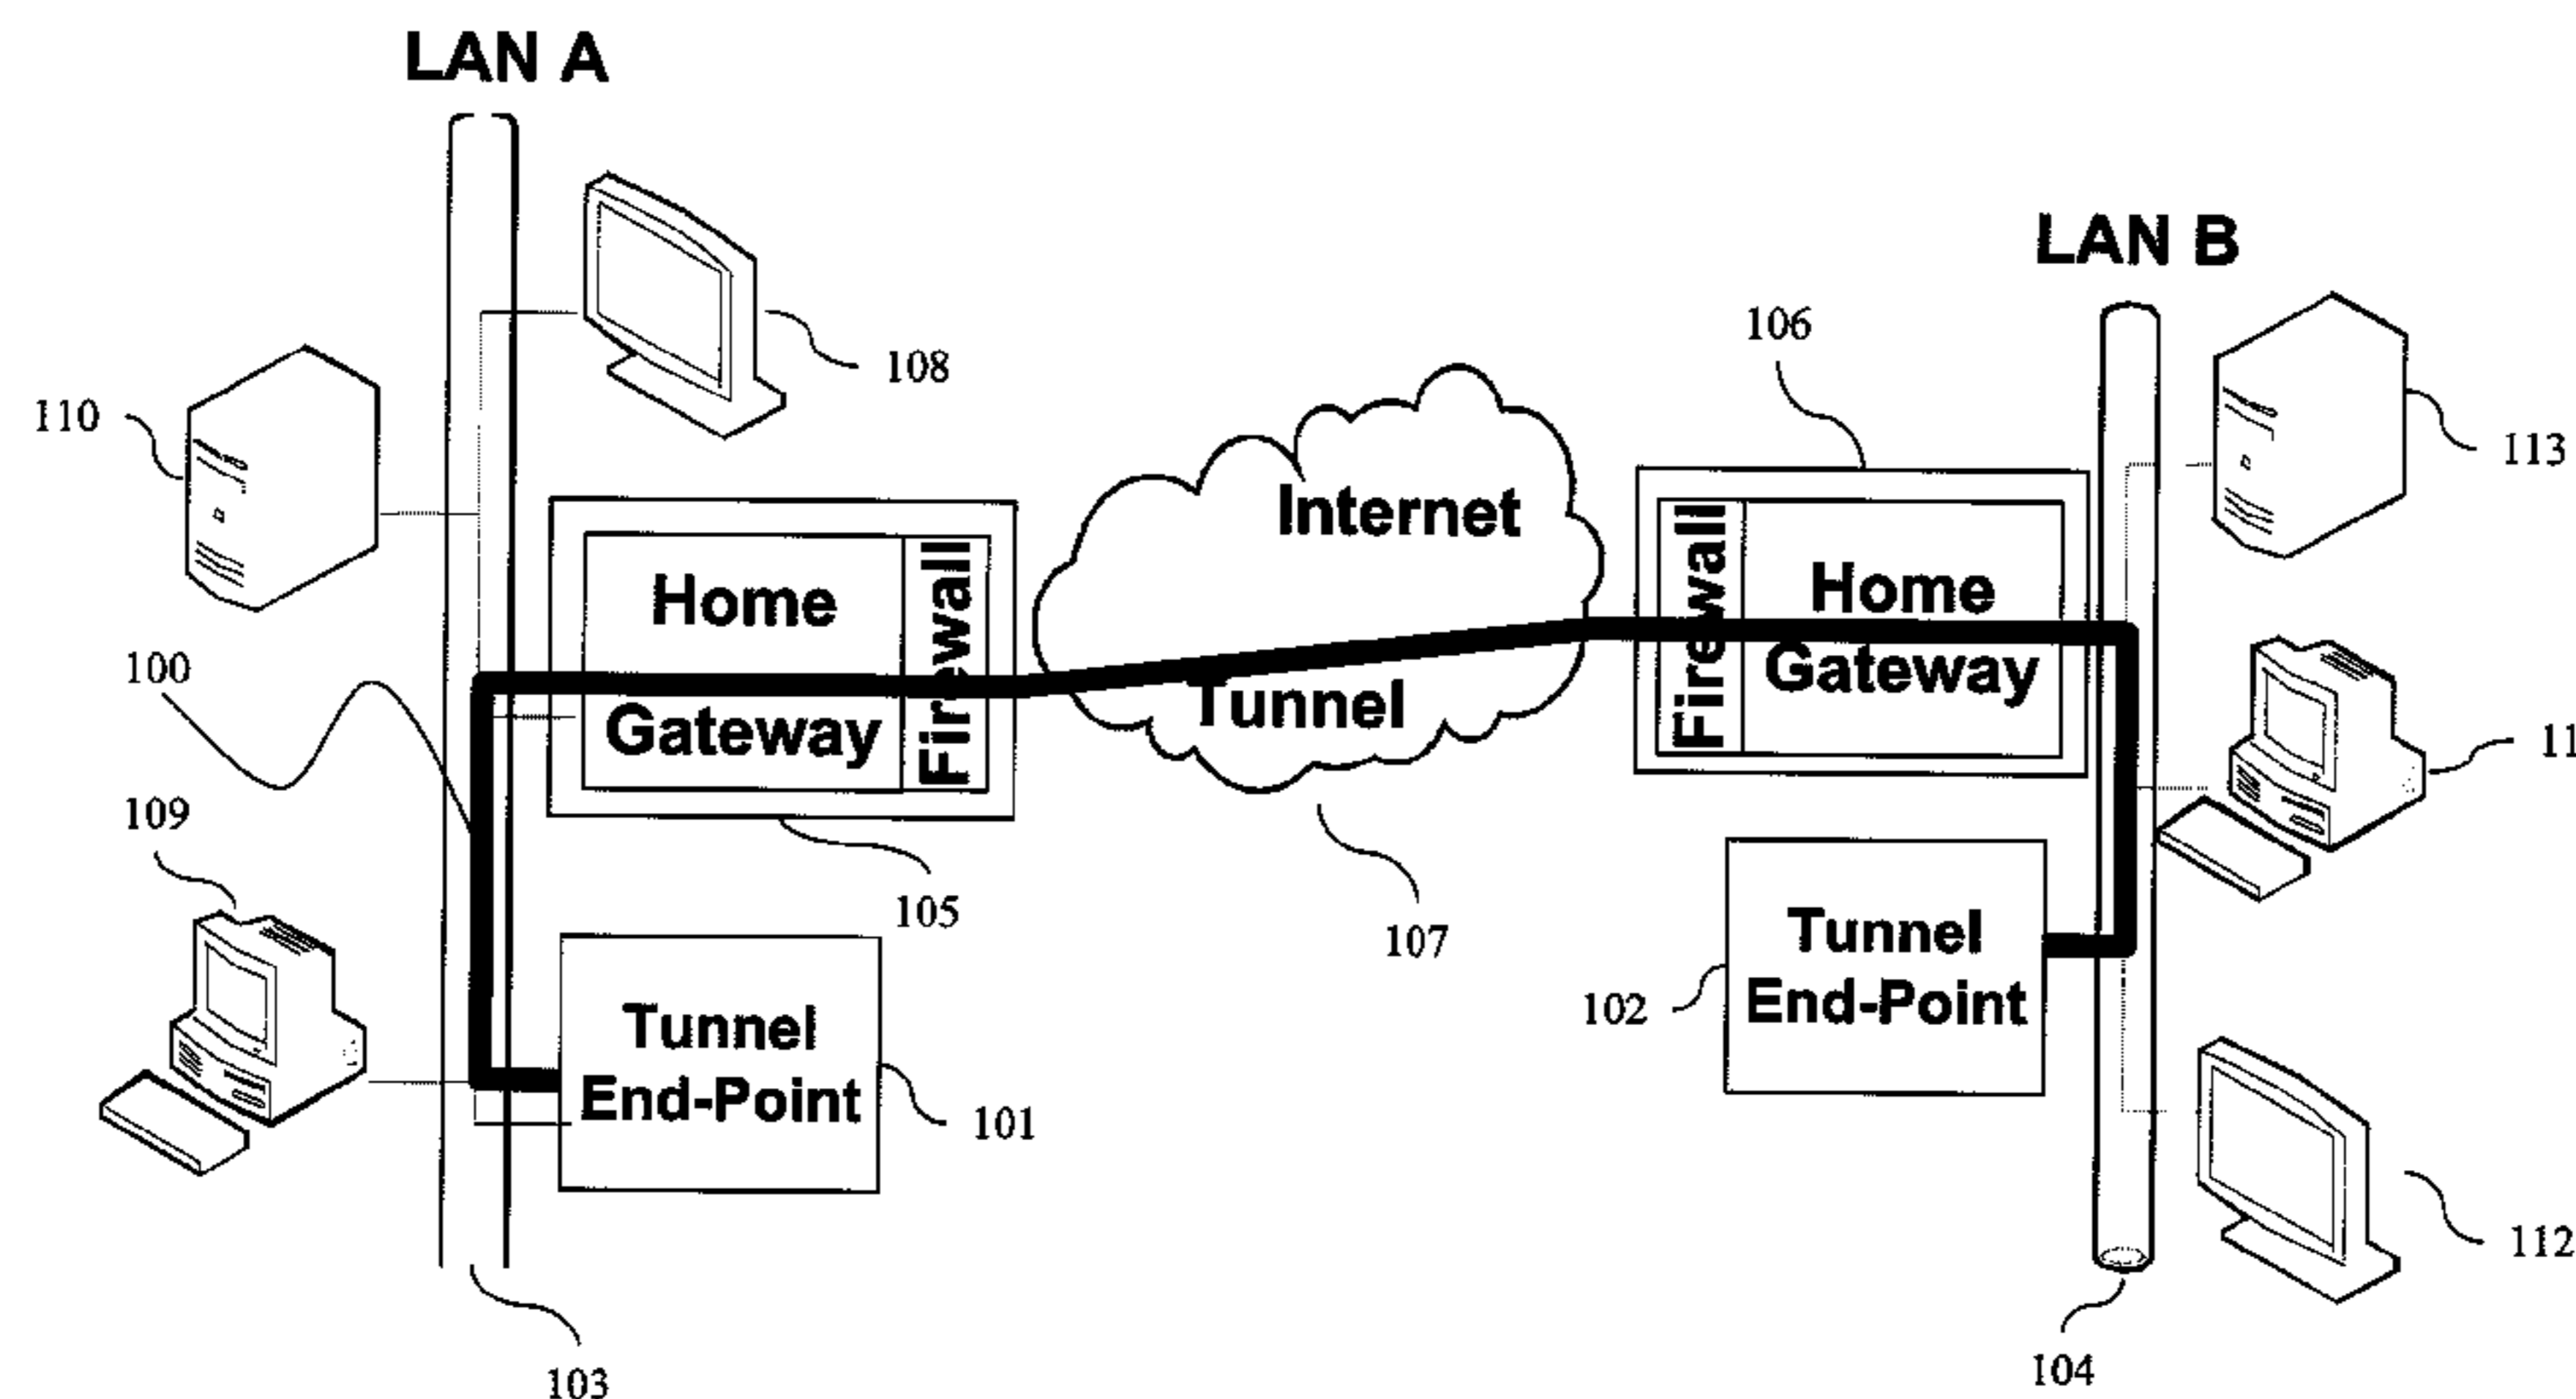 LAN A
LAN B
108
106
110
113
Internet
Home
Gateway
Firewall
Firewall
Home
Gateway
100
Tunnel
11
109
105
107
Tunnel
End-Point
102
Tunnel
End-Point
101
112
103
104